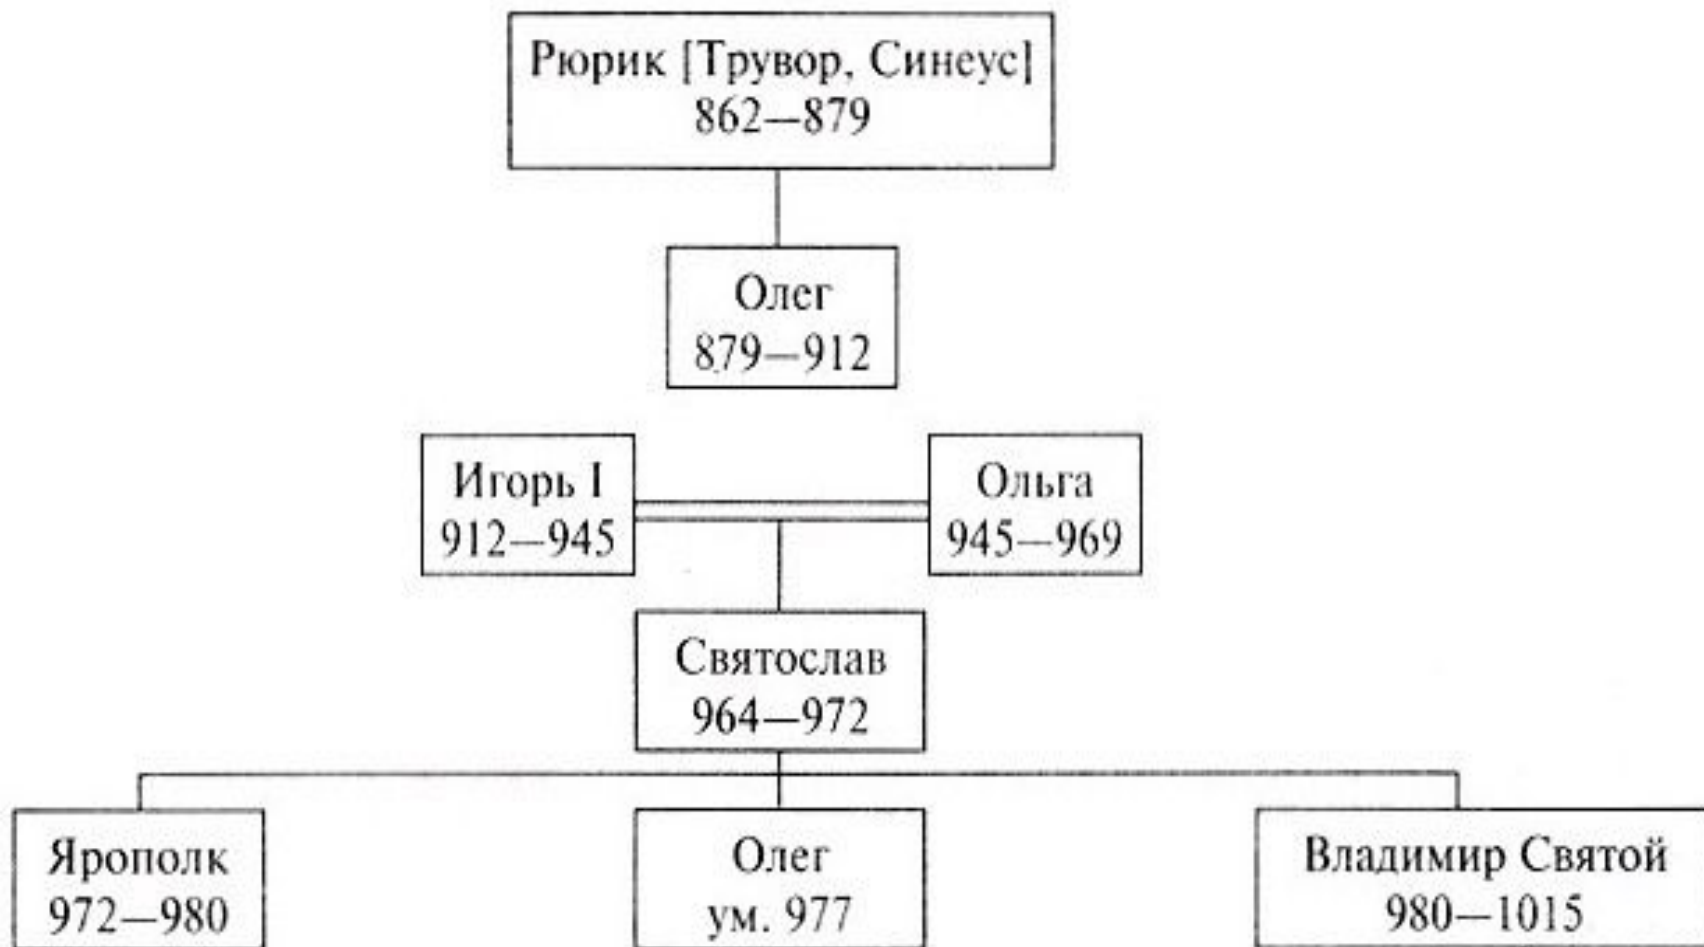 Рюрик [Трувор, Синеус]
862—879
Олег
879—912
Игорь I
912—945
Ольга
945—969
Святослав
964—972
Ярополк
972—980
Олег
ум. 977
Владимир Святой
980—1015